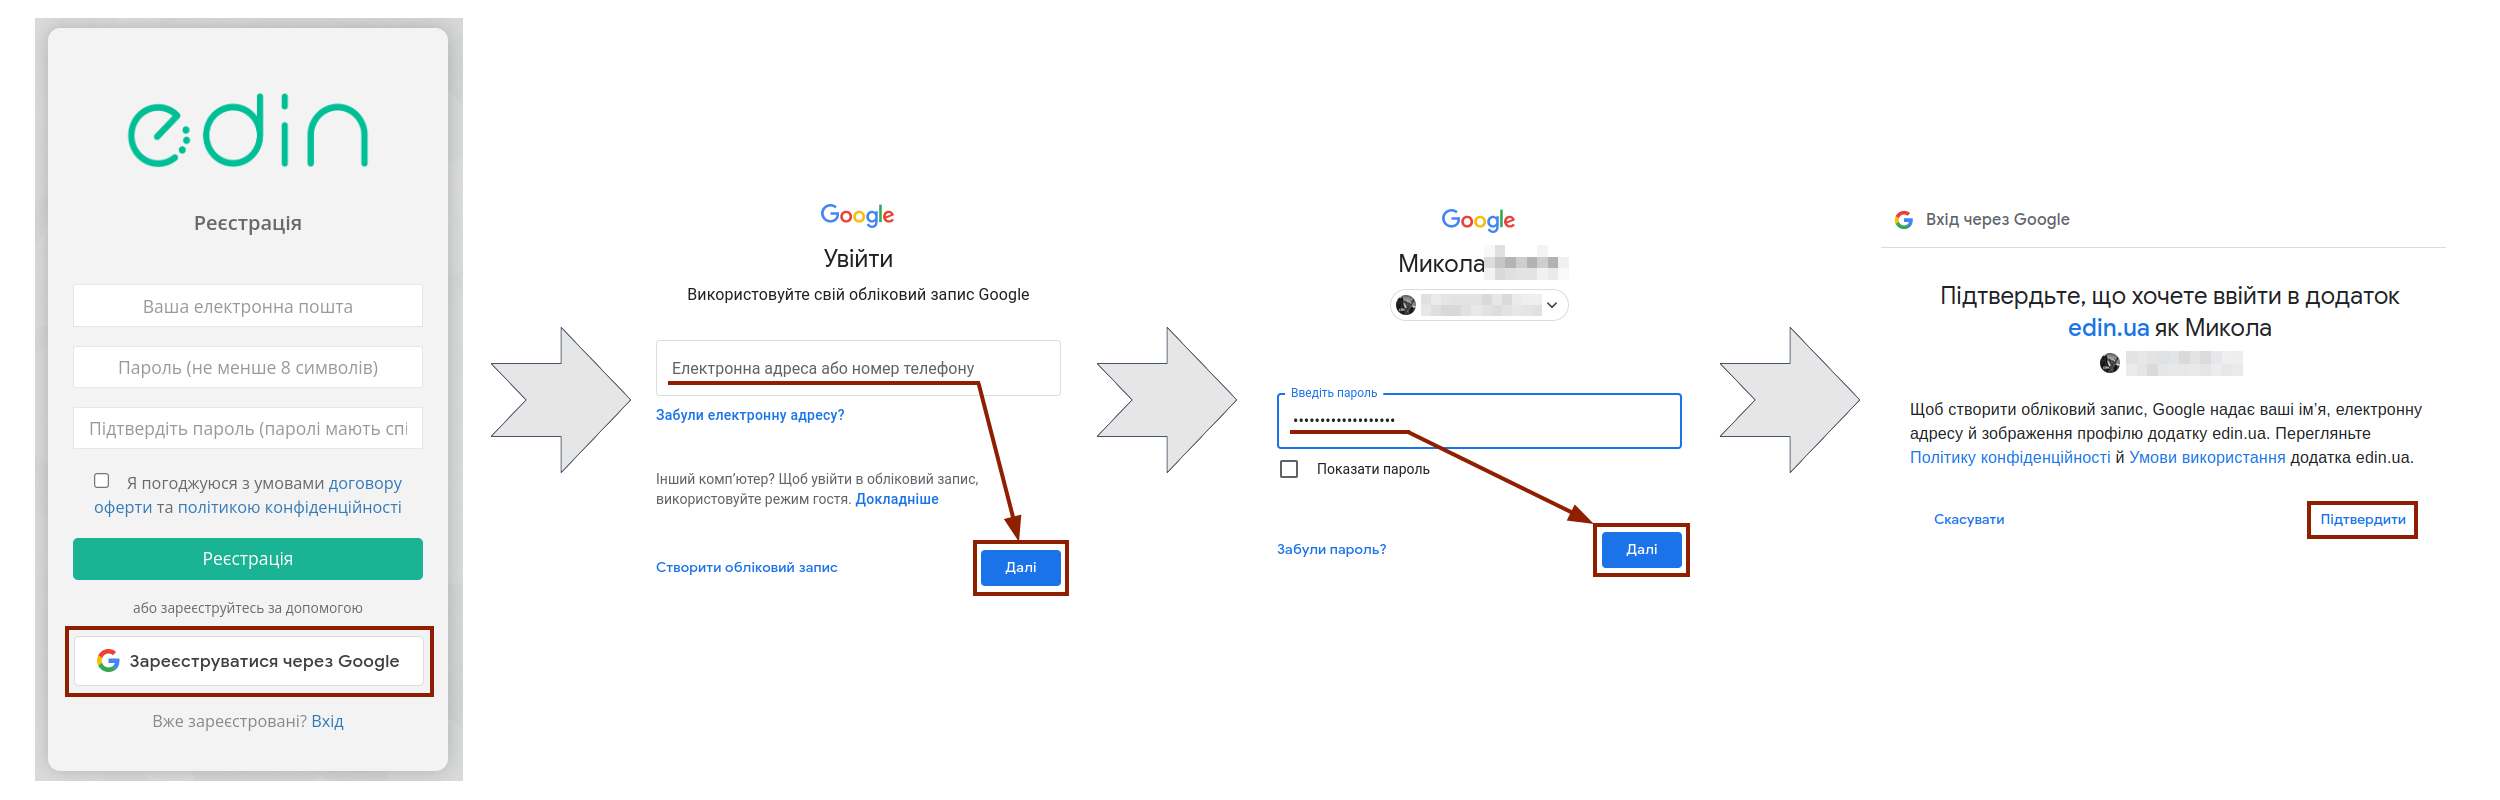 edin
Реєстрація
Ваша електронна пошта
Пароль (не менше 8 символів)
Підтвердіть пароль (паролі мають спі
Я погоджуюся з умовами договору
оферти та політикою конфіденційності
Реєстрація
або зареєструйтесь за допомогою
Зареєструватися через Google
Вже зареєстровані? Вхід
Google
Увійти
Використовуйте свій обліковий запис Google
Електронна адреса або номер телефону
Забули електронну адресу?
Інший комп’ютер? Щоб увійти в обліковий запис,
використовуйте режим гостя. Докладніше
Створити обліковий запис
Далі
Google
Микола
Введіть пароль
••••••••••••••••••
Показати пароль
Забули пароль?
Далі
Вхід через Google
Підтвердьте, що хочете ввійти в додаток
edin.ua як Микола
Щоб створити обліковий запис, Google надає ваші ім’я, електронну
адресу й зображення профілю додатку edin.ua. Перегляньте
Політику конфіденційності й Умови використання додатка edin.ua.
Скасувати
Підтвердити